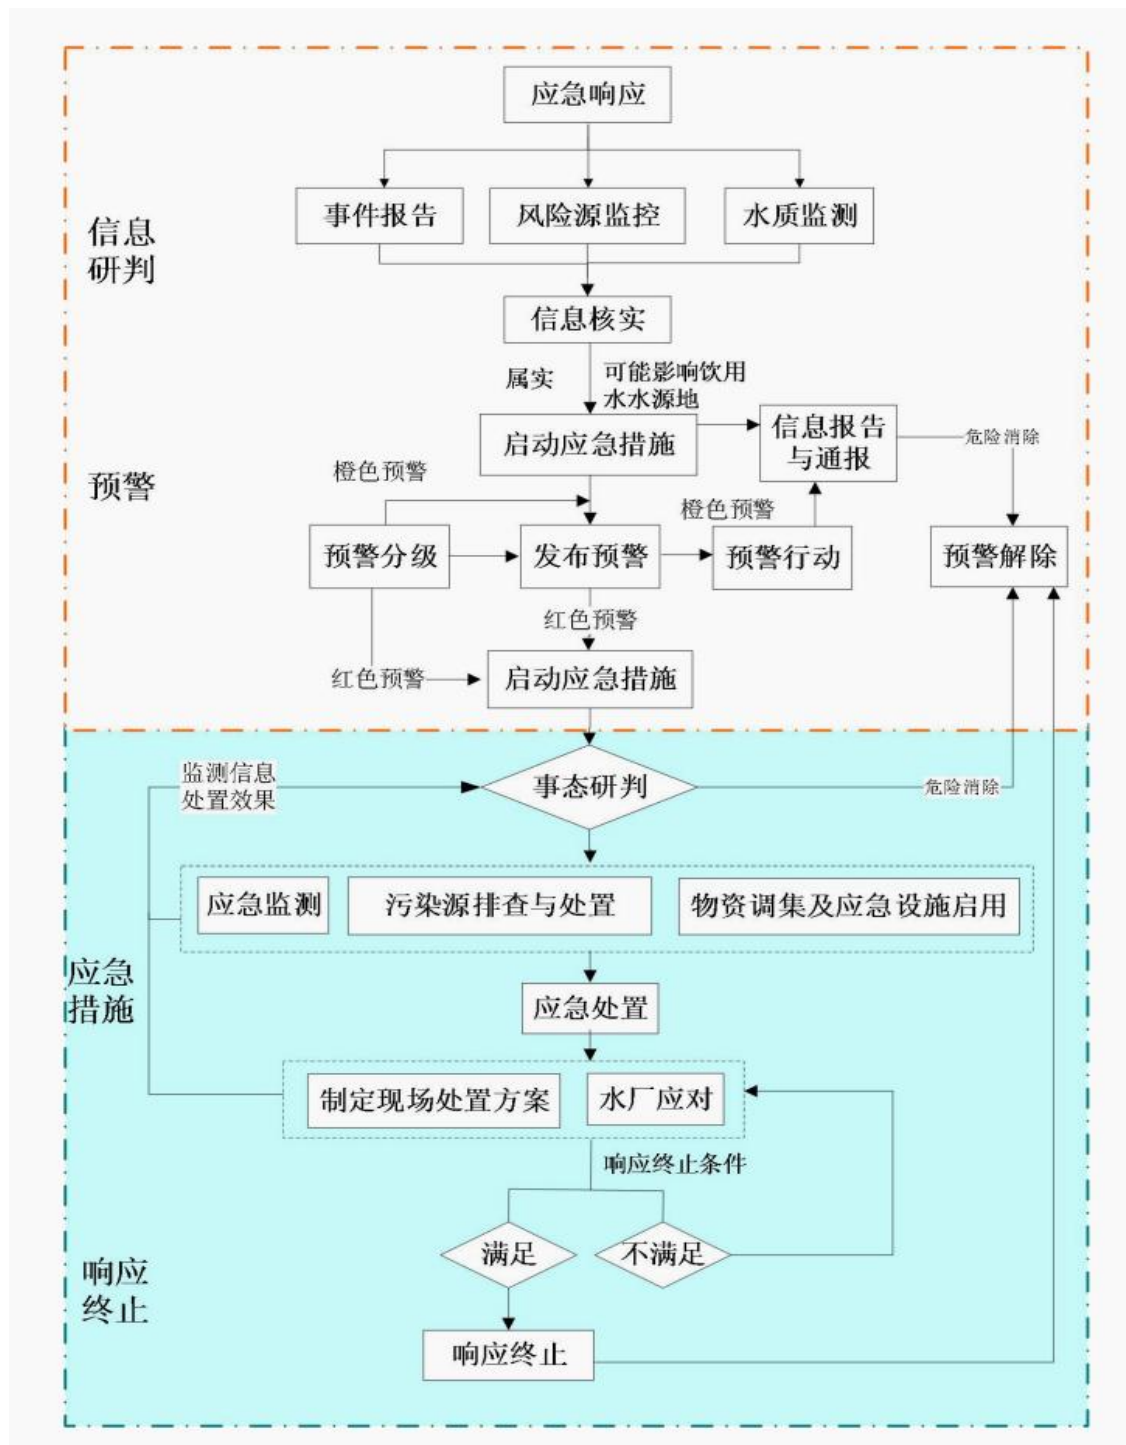 应急响应
事件报告
风险源监控
水质监测
信息
研判
信息核实
属实
可能影响饮用
水水源地
启动应急措施
信息报告
与通报
危险消除
预警
橙色预警
橙色预警
预警分级
发布预警
预警行动
预警解除
红色预警
红色预警
启动应急措施
监测信息
处置效果
事态研判
危险消除
应急监测
污染源排查与处置
物资调集及应急设施启用
应急
措施
应急处置
制定现场处置方案
水厂应对
响应终止条件
满足
不满足
响应
终止
响应终止